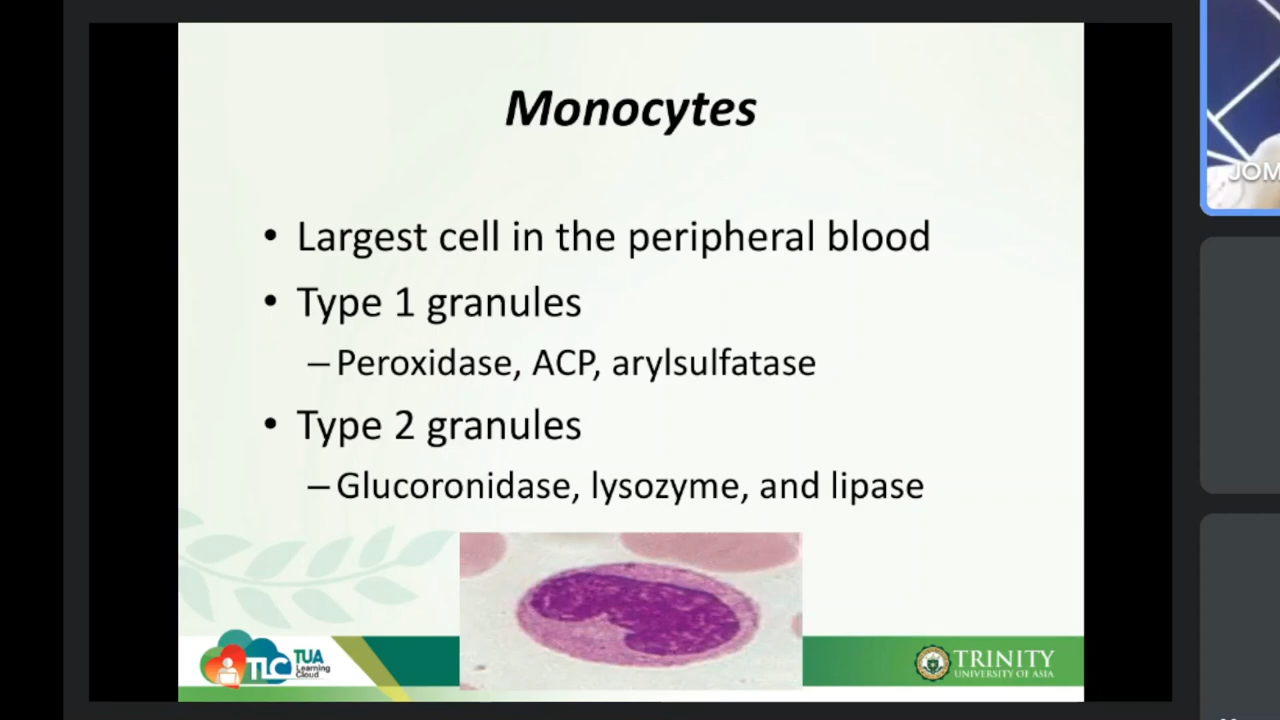 Monocytes
• Largest cell in the peripheral blood
• Type 1 granules
– Peroxidase, ACP, arylsulfatase
• Type 2 granules
– Glucoronidase, lysozyme, and lipase
JOM
TLC TUA
Learning
Cloud
TRINITY
UNIVERSITY OF ASIA